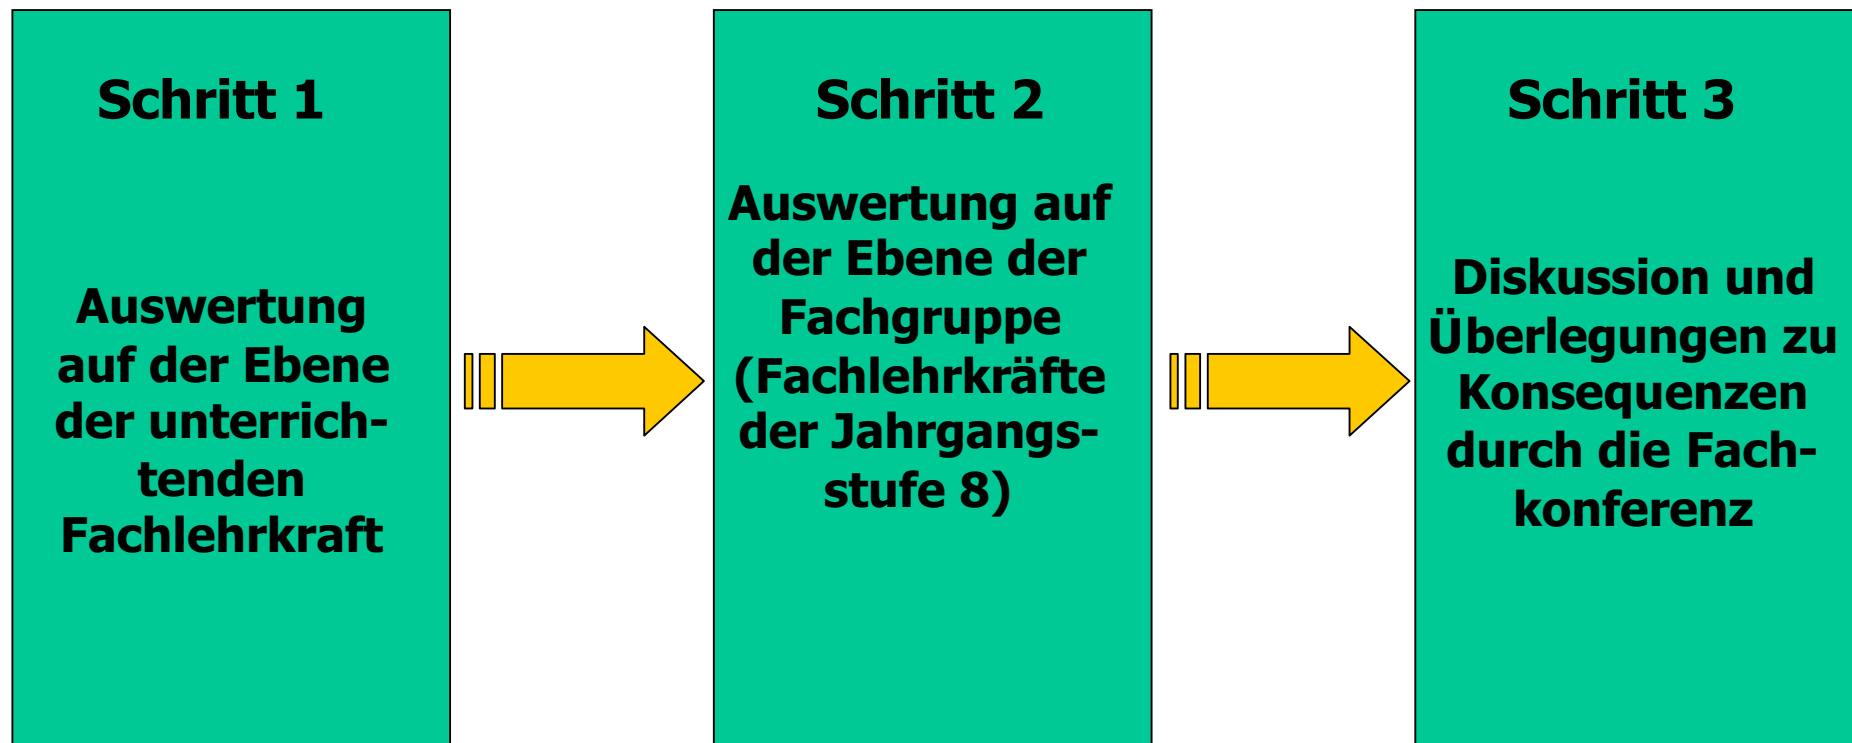 Schritt 1
Auswertung
auf der Ebene
der unterrich-
tenden
Fachlehrkraft
Schritt 2
Auswertung auf
der Ebene der
Fachgruppe
(Fachlehrkräfte
der Jahrgangs-
stufe 8)
Schritt 3
Diskussion und
Überlegungen zu
Konsequenzen
durch die Fach-
konferenz